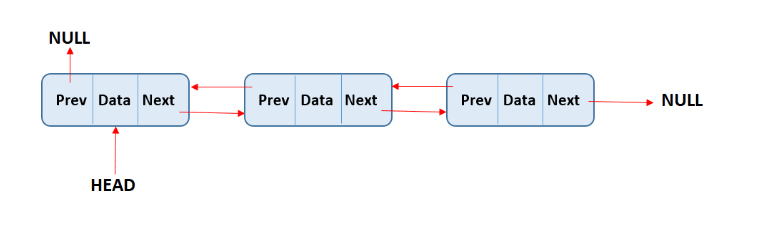 NULL
Prev Data Next
Prev Data Next
Prev Data Next
NULL
HEAD